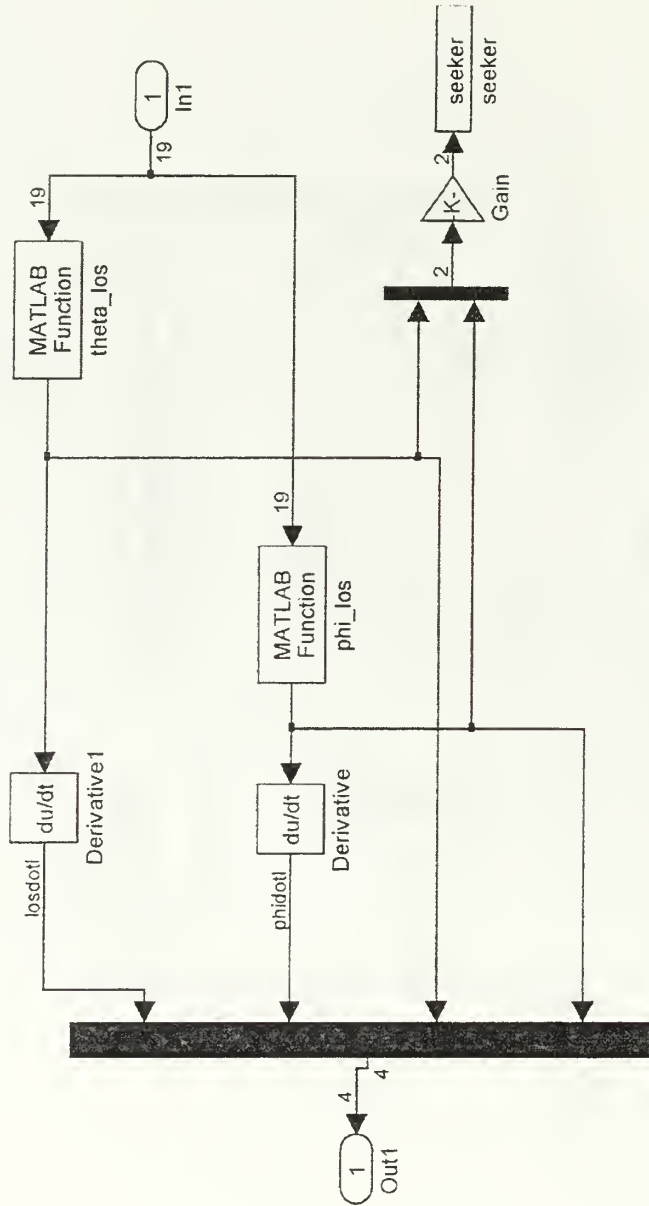 1
In1
19
19
MATLAB
Function
theta_los
19
MATLAB
Function
phi_los
du/dt
Derivative1
losdotl
du/dt
Derivative
phidotl
4
4
1
Out1
2
-K-
Gain
2
seeker
seeker